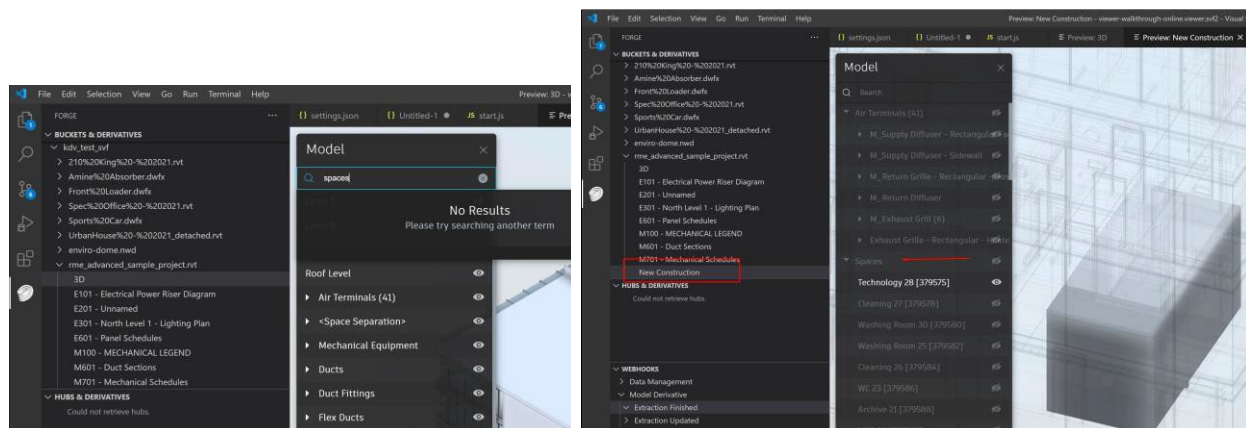 File Edit Selection View Go Run Terminal Help
Preview: 3D - v
FORGE
{} settings.json
{} Untitled-1
JS start.js
Pre
BUCKETS & DERIVATIVES
kdv_test_svf
210%20King%20-%202021.rvt
Amine%20Absorber.dwfx
Front%20Loader.dwfx
Spec%20Office%20-%202021.rvt
Sports%20Car.dwfx
UrbanHouse%20-%202021_detached.rvt
enviro-dome.nwd
rme_advanced_sample_project.rvt
3D
E101 - Electrical Power Riser Diagram
E201 - Unnamed
E301 - North Level 1 - Lighting Plan
E601 - Panel Schedules
M100 - MECHANICAL LEGEND
M601 - Duct Sections
M701 - Mechanical Schedules
HUBS & DERIVATIVES
Could not retrieve hubs.
Model
spaces
No Results
Please try searching another term
Roof Level
Air Terminals (41)
<Space Separation>
Mechanical Equipment
Ducts
Duct Fittings
Flex Ducts
File Edit Selection View Go Run Terminal Help
Preview: New Construction - viewer-walkthrough-online.viewer.svf2 - Visual
FORGE
{} settings.json
{} Untitled-1
JS start.js
Preview: 3D
Preview: New Construction
BUCKETS & DERIVATIVES
210%20King%20-%202021.rvt
Amine%20Absorber.dwfx
Front%20Loader.dwfx
Spec%20Office%20-%202021.rvt
Sports%20Car.dwfx
UrbanHouse%20-%202021_detached.rvt
enviro-dome.nwd
rme_advanced_sample_project.rvt
3D
E101 - Electrical Power Riser Diagram
E201 - Unnamed
E301 - North Level 1 - Lighting Plan
E601 - Panel Schedules
M100 - MECHANICAL LEGEND
M601 - Duct Sections
M701 - Mechanical Schedules
New Construction
HUBS & DERIVATIVES
Could not retrieve hubs.
WEBHOOKS
Data Management
Model Derivative
Extraction Finished
Extraction Updated
Model
Search
Air Terminals (41)
M_Supply Diffuser - Rectangular
M_Supply Diffuser - Sidewall
M_Return Grille - Rectangular
M_Return Diffuser
M_Exhaust Grill (6)
Exhaust Grille - Rectangular -
Spaces
Technology 28 [379575]
Cleaning 27 [379578]
Washing Room 30 [379580]
Washing Room 25 [379582]
Cleaning 26 [379584]
WC 23 [379586]
Archive 21 [379588]